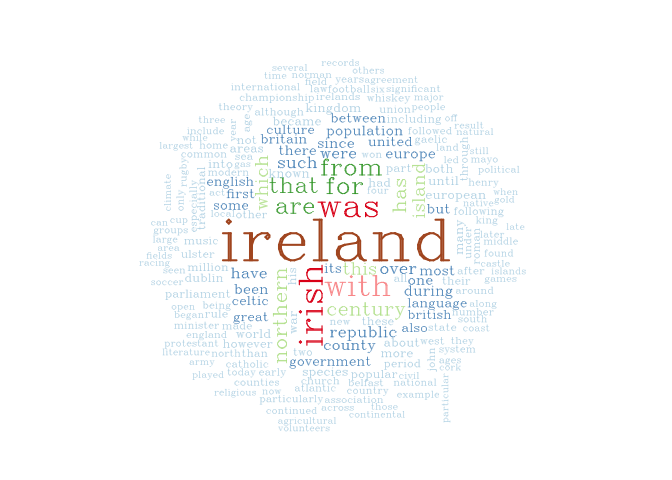 records
several others
time norman
field years agreement
international law football six significant
championship irelands whiskey major
theory although kingdom union people
three became between including off
include culture population followed result
while year age not britain since united gaelic natural
largest home areas there were won europe land still
common sea which such from led through mayo
rugby into gas known that for part both political
climate only modern english act had four has island until henry when
especially traditional first are was european native
can cup some local other but following gold king late
groups large music ireland many under roman later middle
area ulster found
fields castle
racing seen million have northern his irish its this over all most after islands
soccer dublin with one their games
parliament been during around
open being celtic war century language along
began rule great british number
minister made now these republic also state south coast
england world county about west they
protestant however two more john system
literature north than government period ages
army catholic cork
played today early species popular civil
counties church belfast national particular
religious now atlantic country example
particularly association
continued across those
agricultural continental
volunteers